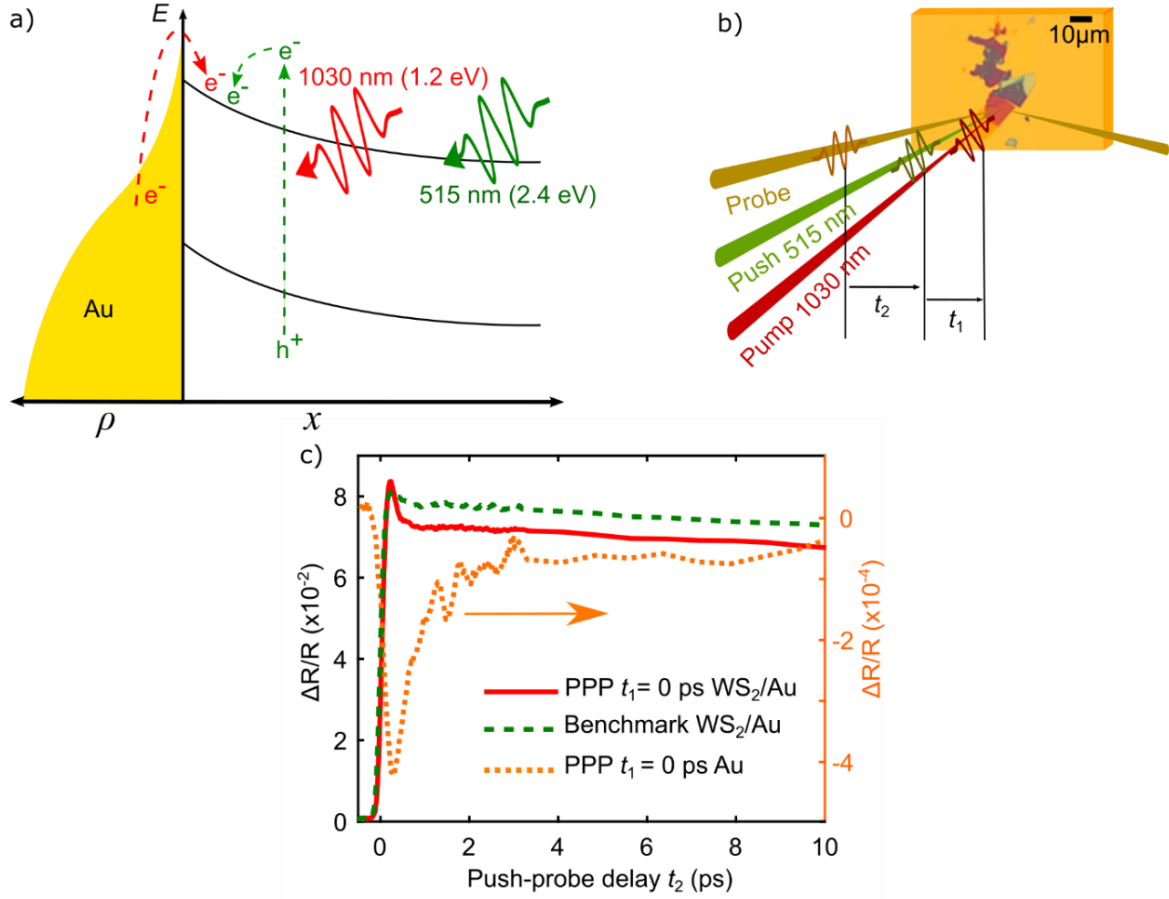 a)
E
e-
e-
e-
e-
1030 nm (1.2 eV)
515 nm (2.4 eV)
Au
h+
ρ
x
b)
10µm
Probe
Push 515 nm
Pump 1030 nm
t2
t1
c)
ΔR/R (x10-2)
8
6
4
2
0
0
-2
-4
ΔR/R (x10-4)
PPP t1= 0 ps WS2/Au
Benchmark WS2/Au
PPP t1 = 0 ps Au
0
2
4
6
8
10
Push-probe delay t2 (ps)